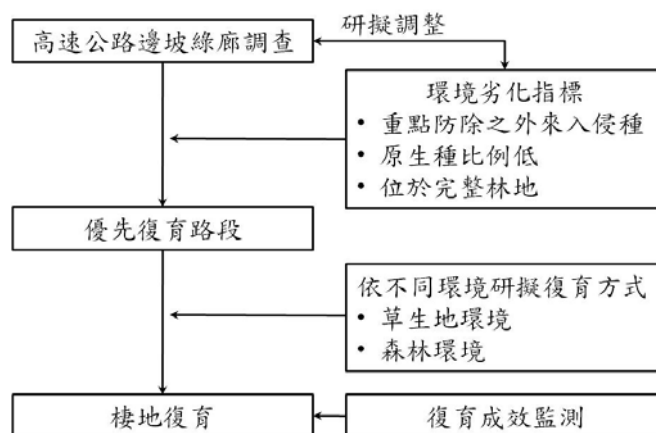 高速公路邊坡綠廊調查
研擬調整
環境劣化指標
• 重點防除之外來入侵種
• 原生種比例低
• 位於完整林地
優先復育路段
依不同環境研擬復育方式
• 草生地環境
• 森林環境
棲地復育
復育成效監測